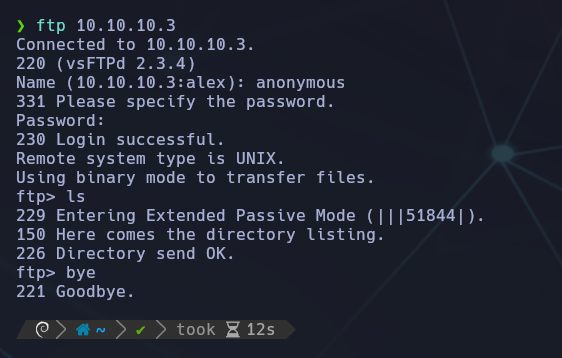 ❯ ftp 10.10.10.3
Connected to 10.10.10.3.
220 (vsFTPd 2.3.4)
Name (10.10.10.3:alex): anonymous
331 Please specify the password.
Password:
230 Login successful.
Remote system type is UNIX.
Using binary mode to transfer files.
ftp> ls
229 Entering Extended Passive Mode (|||51844|).
150 Here comes the directory listing.
226 Directory send OK.
ftp> bye
221 Goodbye.
~ ✔ took ⌛ 12s